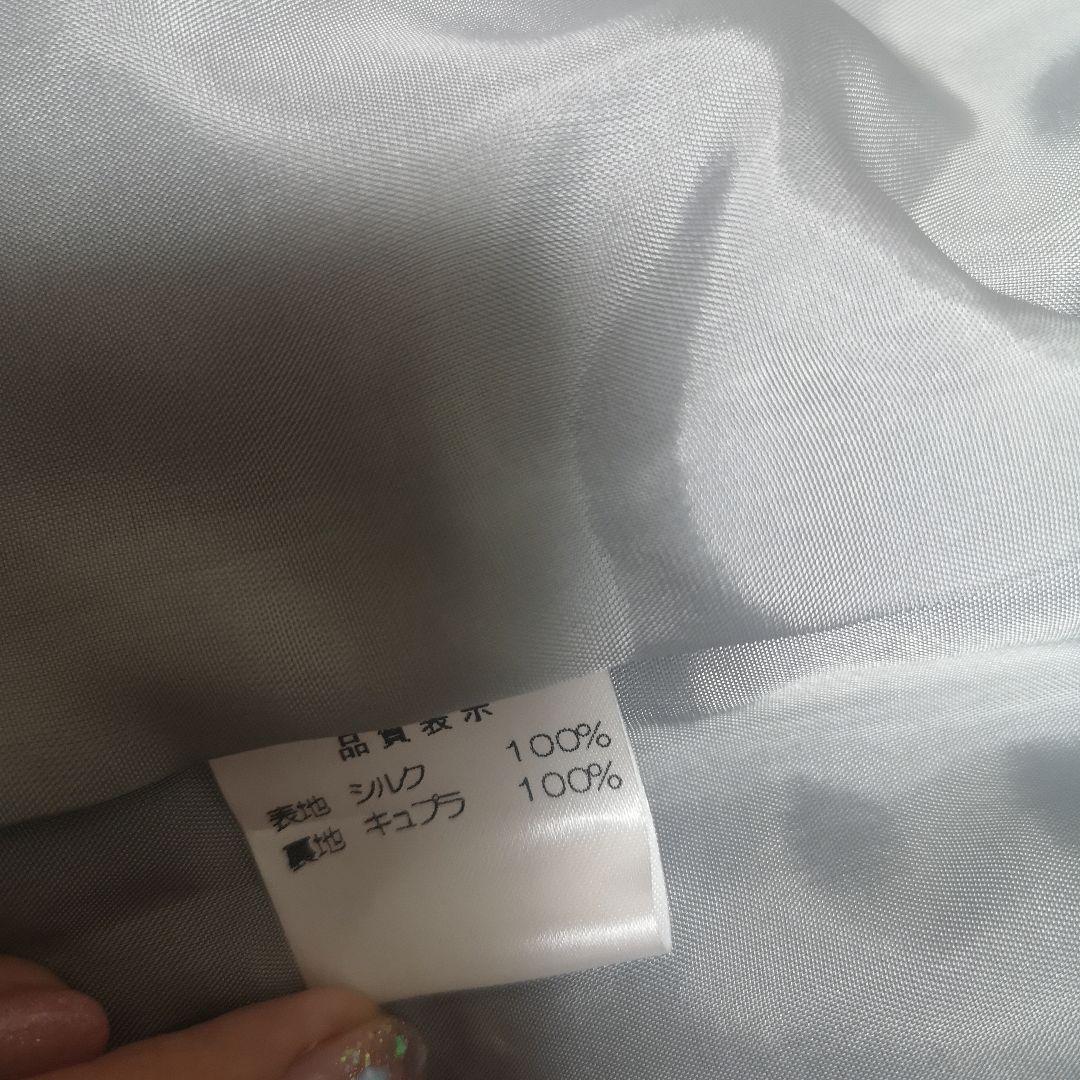 品質表示
表地 シルク 100%
裏地 キュプラ 100%